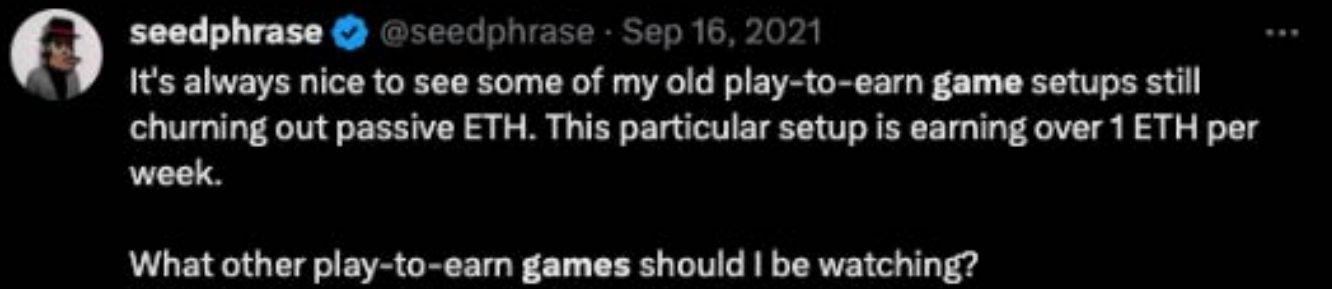 seedphrase @seedphrase · Sep 16, 2021
It's always nice to see some of my old play-to-earn game setups still
churning out passive ETH. This particular setup is earning over 1 ETH per
week.
What other play-to-earn games should I be watching?